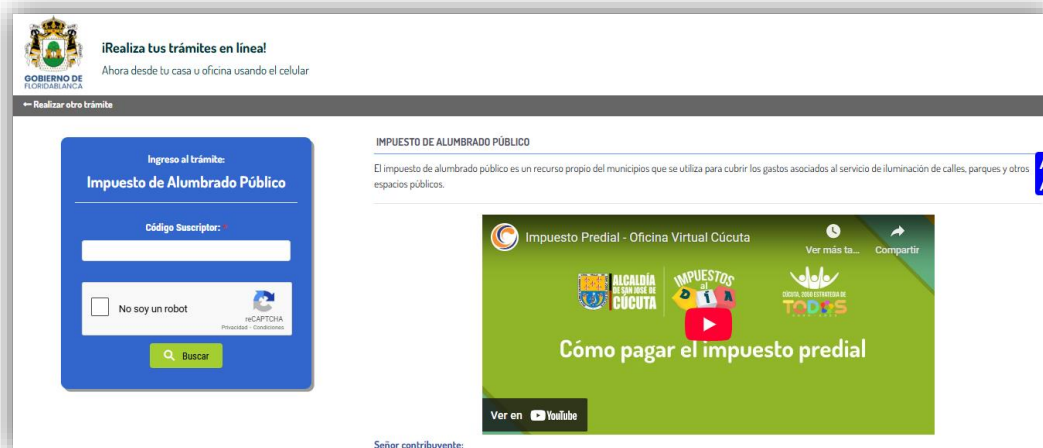 ¡Realiza tus trámites en línea!
Ahora desde tu casa u oficina usando el celular
GOBIERNO DE
FLORIDABLANCA
← Realizar otro trámite
Ingreso al trámite:
Impuesto de Alumbrado Público
Código Suscriptor: *
No soy un robot
reCAPTCHA
Privacidad - Condiciones
Buscar
IMPUESTO DE ALUMBRADO PÚBLICO
El impuesto de alumbrado público es un recurso propio del municipios que se utiliza para cubrir los gastos asociados al servicio de iluminación de calles, parques y otros
espacios públicos.
Impuesto Predial - Oficina Virtual Cúcuta
Ver más ta...
Compartir
ALCALDÍA
DE SAN JOSÉ DE
CÚCUTA
IMPUESTOS
al
DÍA
CÚCUTA, 2050 ESTRATEGIA DE
TODOS
Cómo pagar el impuesto predial
Ver en YouTube
Señor contribuyente: